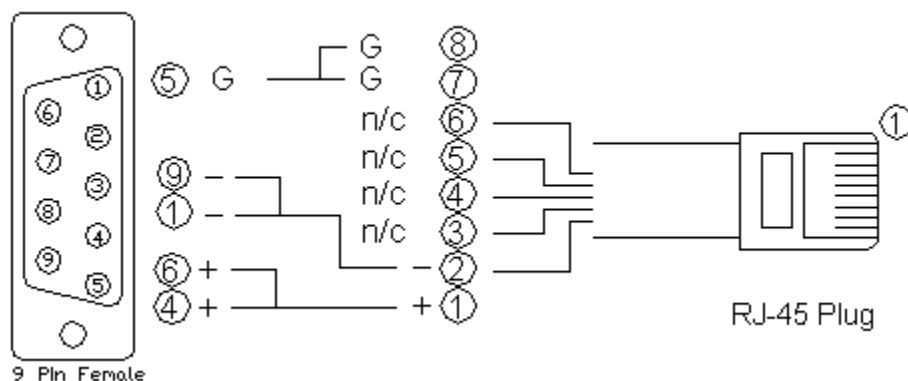 1
6
2
7
3
8
4
9
5
9 PIn Female
5 G
9 -
1 -
6 +
4 +
G 8
G 7
n/c 6
n/c 5
n/c 4
n/c 3
- 2
+ 1
1
RJ-45 Plug